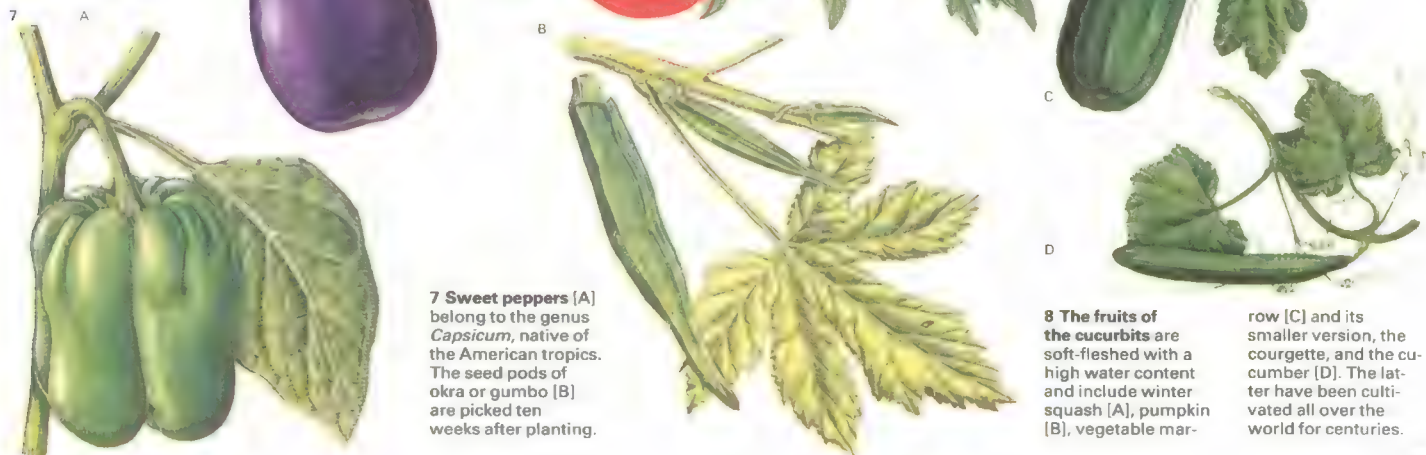 7
A
B
C
D
7 Sweet peppers [A]
belong to the genus
Capsicum, native of
the American tropics.
The seed pods of
okra or gumbo [B]
are picked ten
weeks after planting.
8 The fruits of
the cucurbits are
soft-fleshed with a
high water content
and include winter
squash [A], pumpkin
[B], vegetable mar-
row [C] and its
smaller version, the
courgette, and the cu-
cumber [D]. The lat-
ter have been culti-
vated all over the
world for centuries.